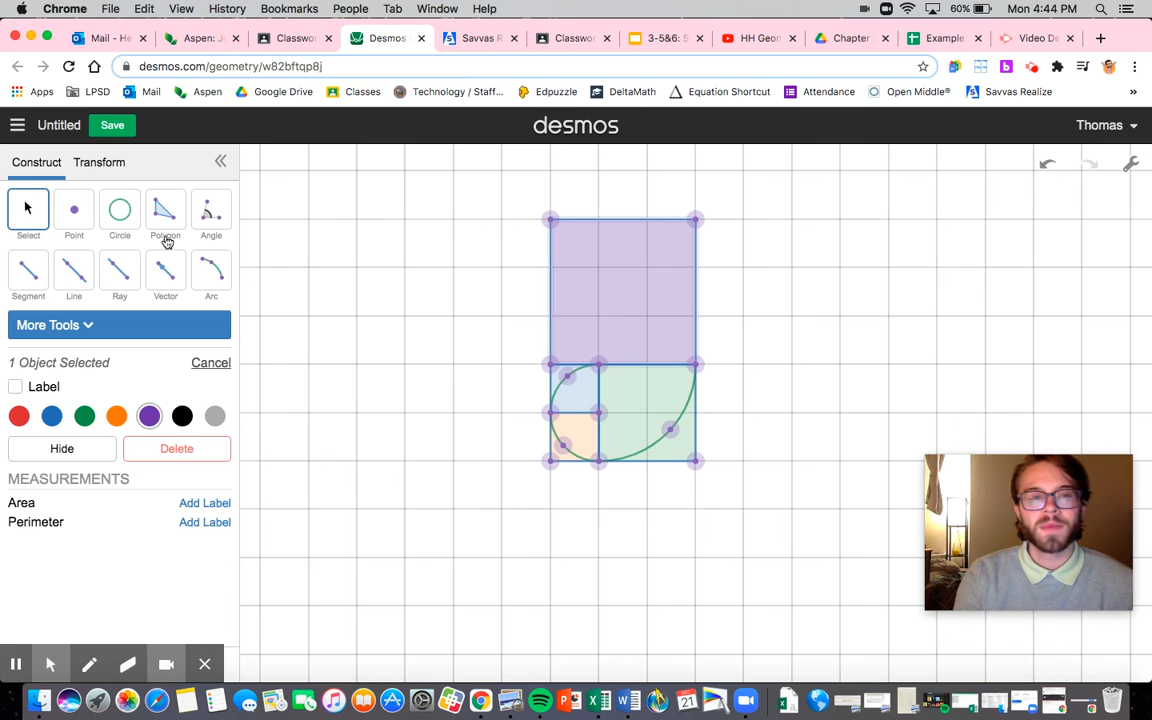 Chrome File Edit View History Bookmarks People Tab Window Help 60% Mon 4:44 PM
Mail - He Aspen: J Classwor Desmos Savvas R Classwor 3-5&6: S HH Geon Chapter Example Video De
desmos.com/geometry/w82bftqp8j
Apps LPSD Mail Aspen Google Drive Classes Technology / Staff... Edpuzzle DeltaMath Equation Shortcut Attendance Open Middle® Savvas Realize »
Untitled Save desmos Thomas
Construct Transform
Select Point Circle Polygon Angle
Segment Line Ray Vector Arc
More Tools
1 Object Selected Cancel
Label
Hide Delete
MEASUREMENTS
Area Add Label
Perimeter Add Label
21